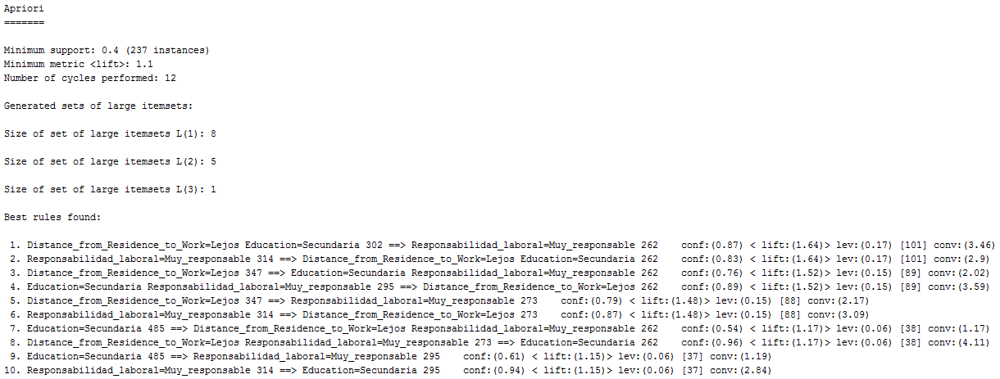 Apriori
=======
Minimum support: 0.4 (237 instances)
Minimum metric <lift>: 1.1
Number of cycles performed: 12
Generated sets of large itemsets:
Size of set of large itemsets L(1): 8
Size of set of large itemsets L(2): 5
Size of set of large itemsets L(3): 1
Best rules found:
1. Distance_from_Residence_to_Work=Lejos Education=Secundaria 302 ==> Responsabilidad_laboral=Muy_responsable 262 conf:(0.87) < lift:(1.64)> lev:(0.17) [101] conv:(3.46)
2. Responsabilidad_laboral=Muy_responsable 314 ==> Distance_from_Residence_to_Work=Lejos Education=Secundaria 262 conf:(0.83) < lift:(1.64)> lev:(0.17) [101] conv:(2.9)
3. Distance_from_Residence_to_Work=Lejos 347 ==> Education=Secundaria Responsabilidad_laboral=Muy_responsable 262 conf:(0.76) < lift:(1.52)> lev:(0.15) [89] conv:(2.02)
4. Education=Secundaria Responsabilidad_laboral=Muy_responsable 295 ==> Distance_from_Residence_to_Work=Lejos 262 conf:(0.89) < lift:(1.52)> lev:(0.15) [89] conv:(3.59)
5. Distance_from_Residence_to_Work=Lejos 347 ==> Responsabilidad_laboral=Muy_responsable 273 conf:(0.79) < lift:(1.48)> lev:(0.15) [88] conv:(2.17)
6. Responsabilidad_laboral=Muy_responsable 314 ==> Distance_from_Residence_to_Work=Lejos 273 conf:(0.87) < lift:(1.48)> lev:(0.15) [88] conv:(3.09)
7. Education=Secundaria 485 ==> Distance_from_Residence_to_Work=Lejos Responsabilidad_laboral=Muy_responsable 262 conf:(0.54) < lift:(1.17)> lev:(0.06) [38] conv:(1.17)
8. Distance_from_Residence_to_Work=Lejos Responsabilidad_laboral=Muy_responsable 273 ==> Education=Secundaria 262 conf:(0.96) < lift:(1.17)> lev:(0.06) [38] conv:(4.11)
9. Education=Secundaria 485 ==> Responsabilidad_laboral=Muy_responsable 295 conf:(0.61) < lift:(1.15)> lev:(0.06) [37] conv:(1.19)
10. Responsabilidad_laboral=Muy_responsable 314 ==> Education=Secundaria 295 conf:(0.94) < lift:(1.15)> lev:(0.06) [37] conv:(2.84)